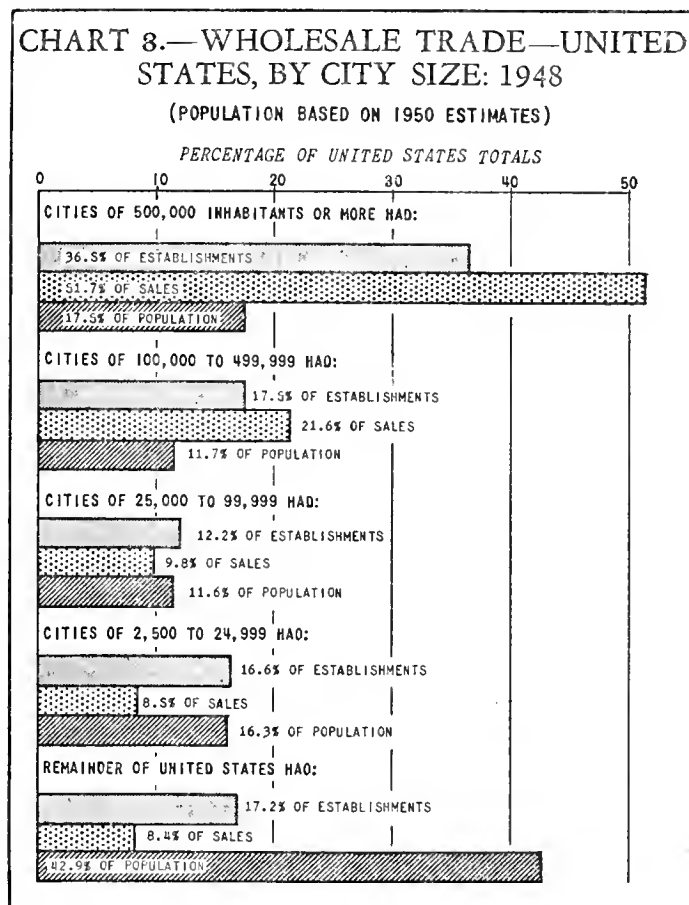 CHART 8.—WHOLESALE TRADE—UNITED
STATES, BY CITY SIZE: 1948
(POPULATION BASED ON 1950 ESTIMATES)
PERCENTAGE OF UNITED STATES TOTALS
0 10 20 30 40 50
CITIES OF 500,000 INHABITANTS OR MORE HAD:
36.5% OF ESTABLISHMENTS
51.7% OF SALES
17.5% OF POPULATION
CITIES OF 100,000 TO 499,999 HAD:
17.5% OF ESTABLISHMENTS
21.6% OF SALES
11.7% OF POPULATION
CITIES OF 25,000 TO 99,999 HAD:
12.2% OF ESTABLISHMENTS
9.8% OF SALES
11.6% OF POPULATION
CITIES OF 2,500 TO 24,999 HAD:
16.6% OF ESTABLISHMENTS
8.5% OF SALES
16.3% OF POPULATION
REMAINDER OF UNITED STATES HAD:
17.2% OF ESTABLISHMENTS
8.4% OF SALES
42.9% OF POPULATION